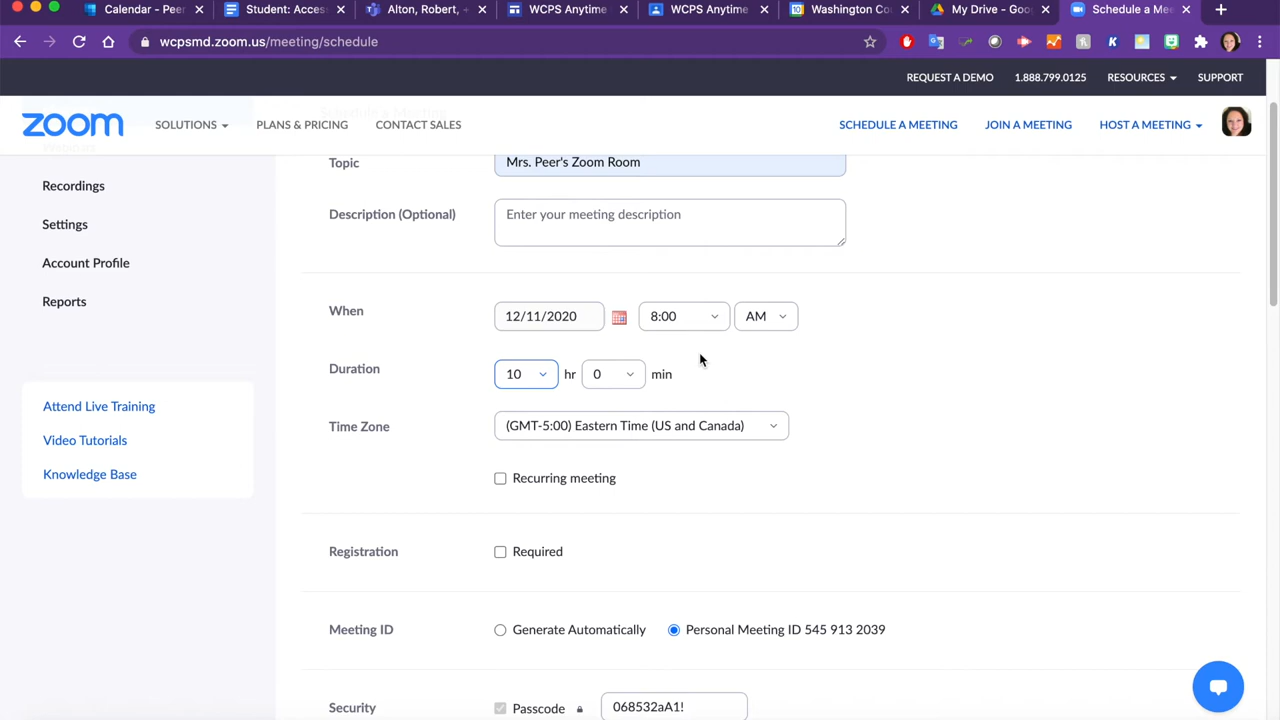 Calendar - Peer
Student: Access
Alton, Robert, +
WCPS Anytime
WCPS Anytime
Washington Cou
My Drive - Goog
Schedule a Mee
wcpsmd.zoom.us/meeting/schedule
REQUEST A DEMO
1.888.799.0125
RESOURCES
SUPPORT
zoom
SOLUTIONS
PLANS & PRICING
CONTACT SALES
SCHEDULE A MEETING
JOIN A MEETING
HOST A MEETING
Recordings
Settings
Account Profile
Reports
Attend Live Training
Video Tutorials
Knowledge Base
Topic
Mrs. Peer's Zoom Room
Description (Optional)
Enter your meeting description
When
12/11/2020
8:00
AM
Duration
10
hr
0
min
Time Zone
(GMT-5:00) Eastern Time (US and Canada)
Recurring meeting
Registration
Required
Meeting ID
Generate Automatically
Personal Meeting ID 545 913 2039
Security
Passcode
068532aA1!